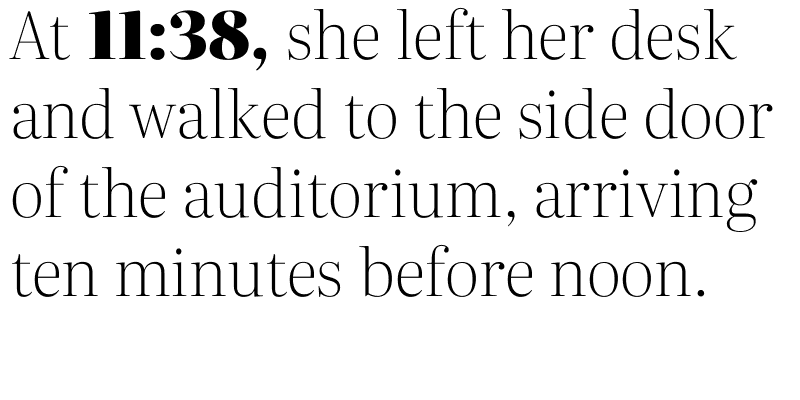 At 11:38, she left her desk
and walked to the side door
of the auditorium, arriving
ten minutes before noon.